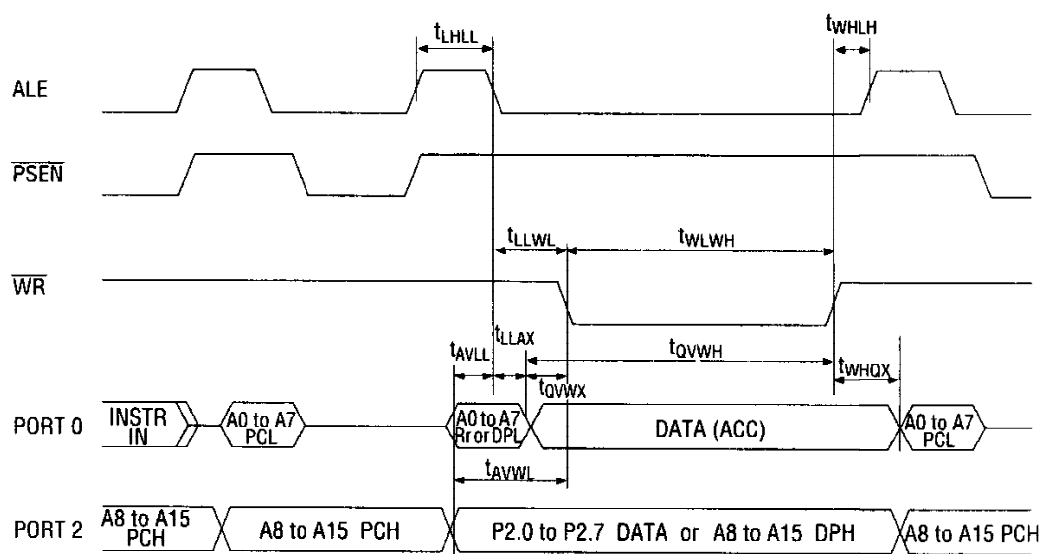 tLHLL
tWHLH
ALE
PSEN
tLLWL
tWLWH
WR
tLLAX
tAVLL
tQVWH
tWHQX
tQVWX
PORT 0
INSTR
IN
A0 to A7
PCL
A0 to A7
Rr or DPL
DATA (ACC)
A0 to A7
PCL
tAVWL
PORT 2
A8 to A15
PCH
A8 to A15 PCH
P2.0 to P2.7 DATA or A8 to A15 DPH
A8 to A15 PCH